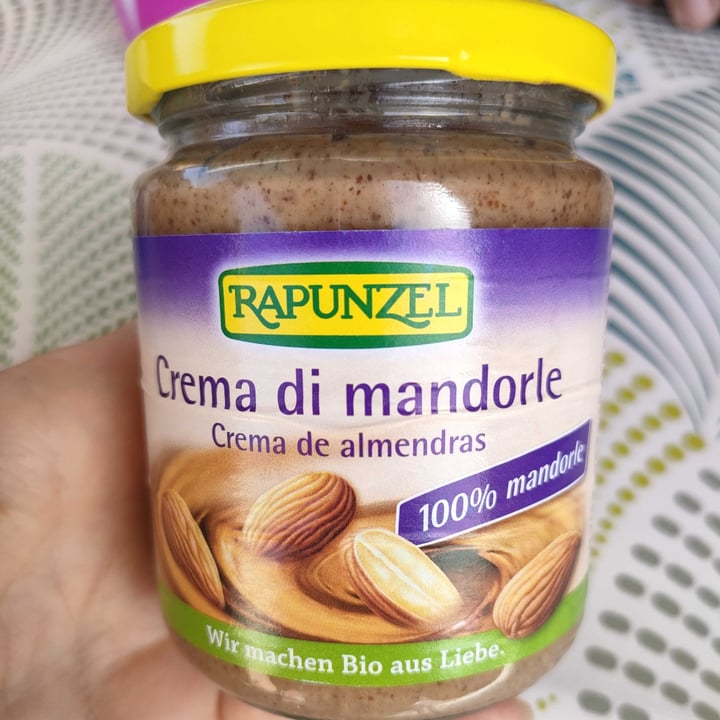 RAPUNZEL
Crema di mandorle
Crema de almendras
100% mandorle
Wir machen Bio aus Liebe.